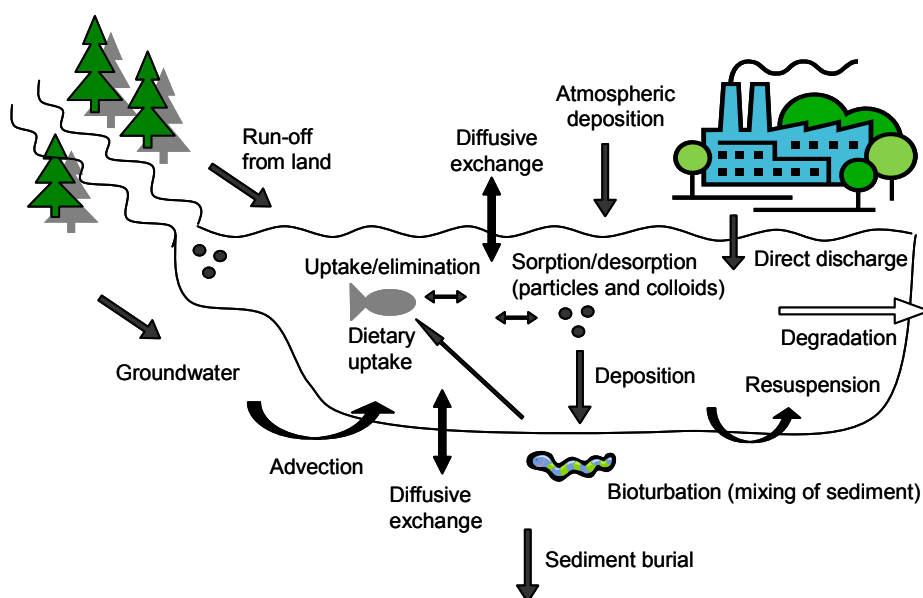 Atmospheric
deposition
Run-off
from land
Diffusive
exchange
Uptake/elimination
Sorption/desorption
(particles and colloids)
Direct discharge
Dietary
uptake
Degradation
Groundwater
Deposition
Resuspension
Advection
Diffusive
exchange
Bioturbation (mixing of sediment)
Sediment burial